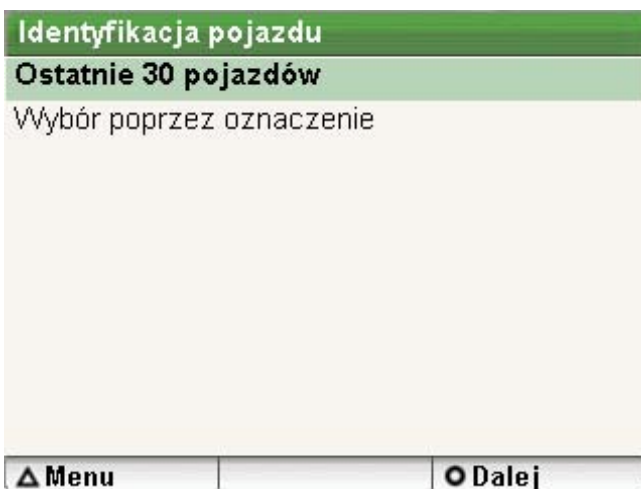 Identyfikacja pojazdu
Ostatnie 30 pojazdów
Wybór poprzez oznaczenie
Menu
Dalej